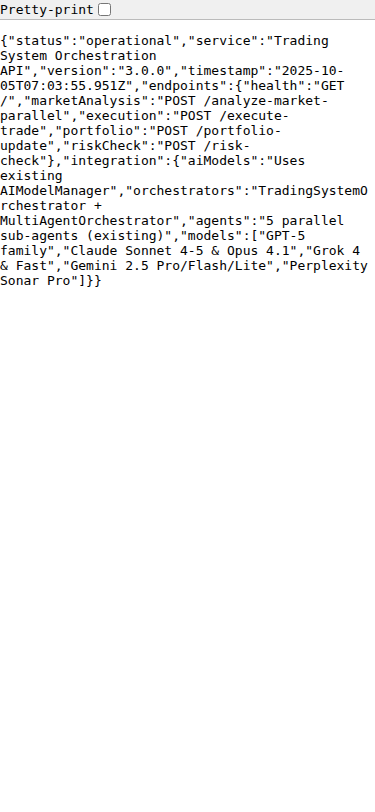 Pretty-print
{"status":"operational","service":"Trading
System Orchestration
API","version":"3.0.0","timestamp":"2025-10-
05T07:03:55.951Z","endpoints":{"health":"GET
/","marketAnalysis":"POST /analyze-market-
parallel","execution":"POST /execute-
trade","portfolio":"POST /portfolio-
update","riskCheck":"POST /risk-
check"},"integration":{"aiModels":"Uses
existing
AIModelManager","orchestrators":"TradingSystemO
rchestrator +
MultiAgentOrchestrator","agents":"5 parallel
sub-agents (existing)","models":["GPT-5
family","Claude Sonnet 4-5 & Opus 4.1","Grok 4
& Fast","Gemini 2.5 Pro/Flash/Lite","Perplexity
Sonar Pro"]}}